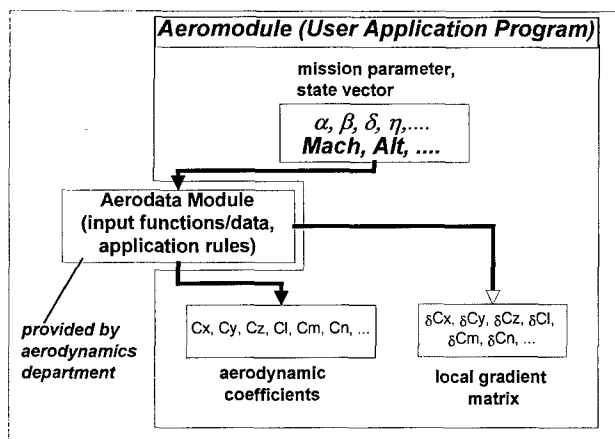 Aeromodule (User Application Program)
mission parameter,
state vector
α, β, δ, η,....
Mach, Alt, ....
Aerodata Module
(input functions/data,
application rules)
provided by
aerodynamics
department
Cx, Cy, Cz, Cl, Cm, Cn, ...
aerodynamic
coefficients
δCx, δCy, δCz, δCl,
δCm, δCn, ...
local gradient
matrix